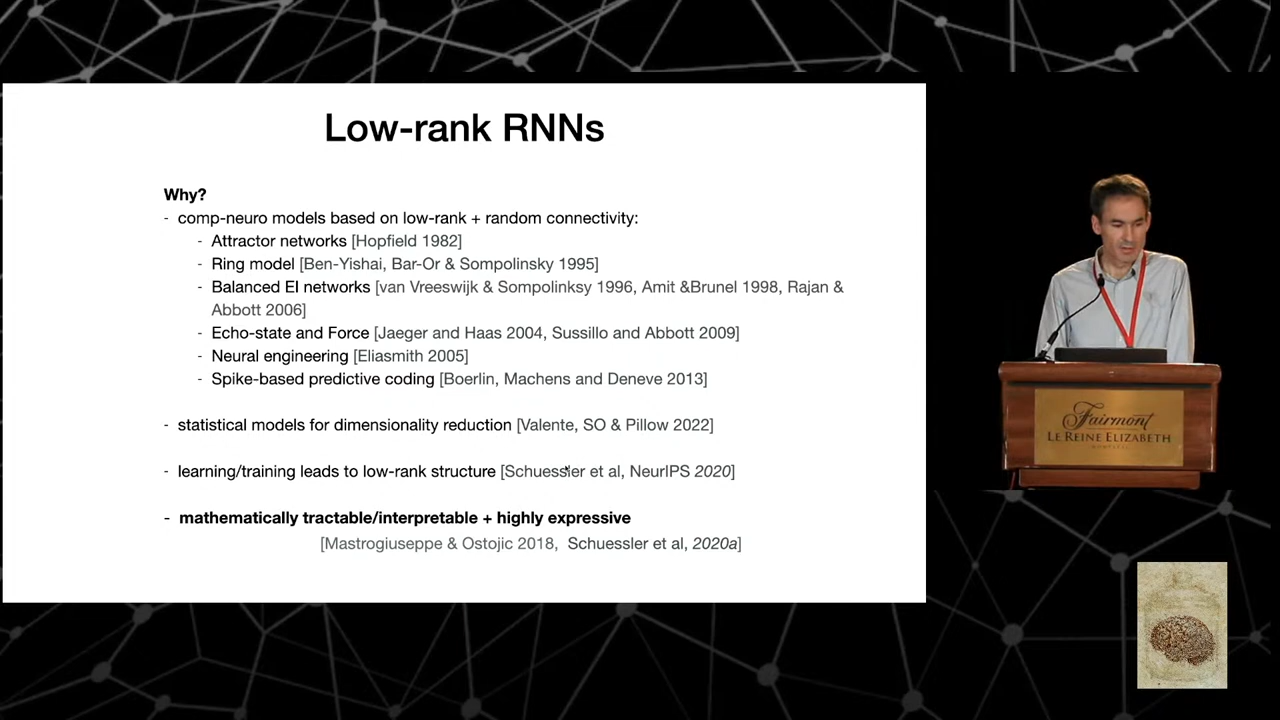 Low-rank RNNs
Why?
- comp-neuro models based on low-rank + random connectivity:
- Attractor networks [Hopfield 1982]
- Ring model [Ben-Yishai, Bar-Or & Sompolinsky 1995]
- Balanced EI networks [van Vreeswijk & Sompolinksy 1996, Amit &Brunel 1998, Rajan &
Abbott 2006]
- Echo-state and Force [Jaeger and Haas 2004, Sussillo and Abbott 2009]
- Neural engineering [Eliasmith 2005]
- Spike-based predictive coding [Boerlin, Machens and Deneve 2013]
- statistical models for dimensionality reduction [Valente, SO & Pillow 2022]
- learning/training leads to low-rank structure [Schuessler et al, NeurIPS 2020]
- mathematically tractable/interpretable + highly expressive
[Mastrogiuseppe & Ostojic 2018, Schuessler et al, 2020a]
Fairmont
LE REINE ELIZABETH